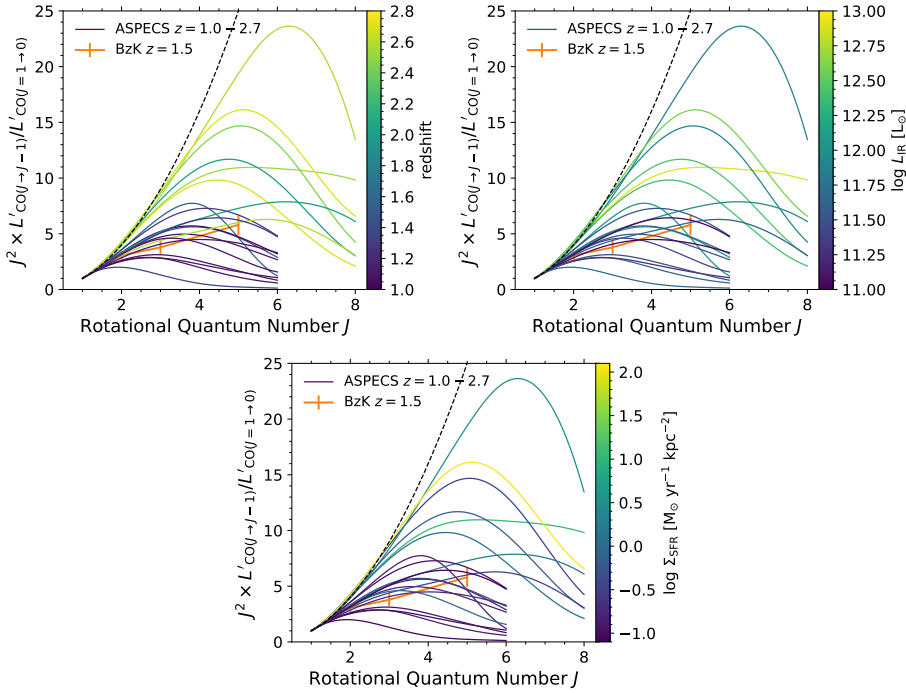 25
20
15
10
5
0
J² × L′CO(J→J−1)/L′CO(J=1→0)
ASPECS z = 1.0 − 2.7
BzK z = 1.5
2 4 6 8
Rotational Quantum Number J
2.8
2.6
2.4
2.2
2.0
1.8
1.6
1.4
1.2
1.0
redshift
25
20
15
10
5
0
J² × L′CO(J→J−1)/L′CO(J=1→0)
ASPECS z = 1.0 − 2.7
BzK z = 1.5
2 4 6 8
Rotational Quantum Number J
13.00
12.75
12.50
12.25
12.00
11.75
11.50
11.25
11.00
log LIR [L⊙]
25
20
15
10
5
0
J² × L′CO(J→J−1)/L′CO(J=1→0)
ASPECS z = 1.0 − 2.7
BzK z = 1.5
2 4 6 8
Rotational Quantum Number J
2.0
1.5
1.0
0.5
0.0
−0.5
−1.0
log ΣSFR [M⊙ yr⁻¹ kpc⁻²]